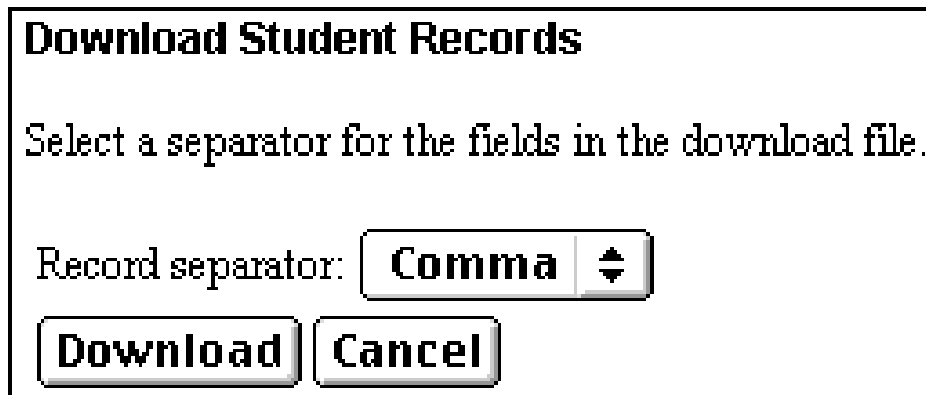 Download Student Records
Select a separator for the fields in the download file.
Record separator: Comma
Download Cancel